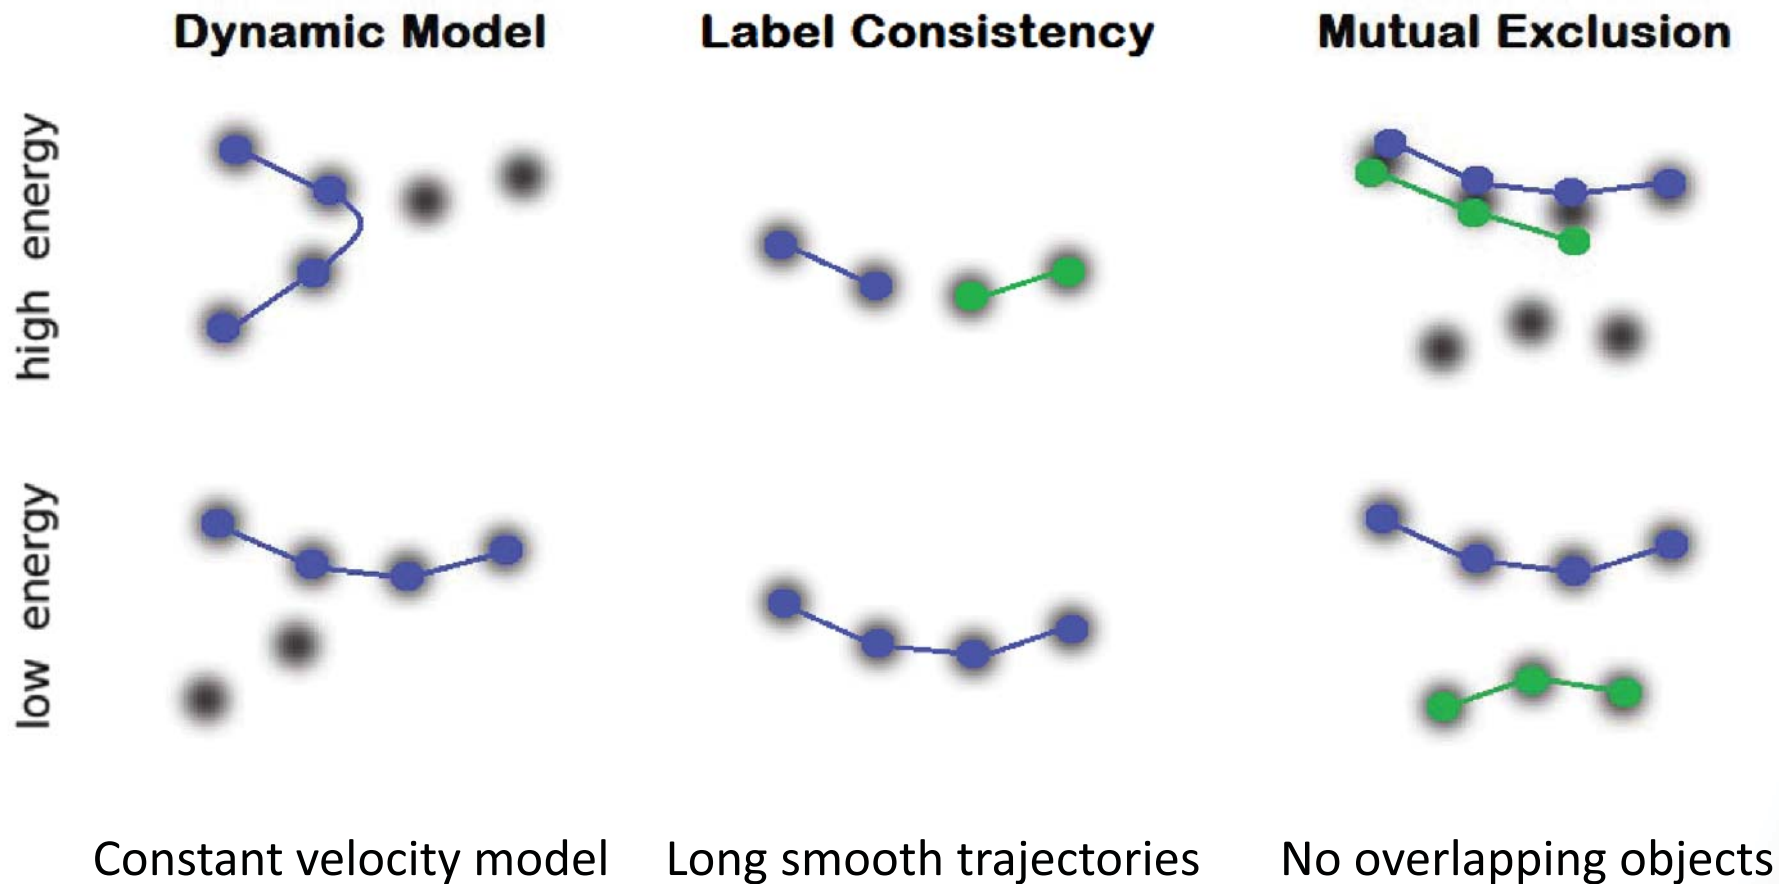 Dynamic Model
Label Consistency
Mutual Exclusion
high energy
low energy
Constant velocity model
Long smooth trajectories
No overlapping objects